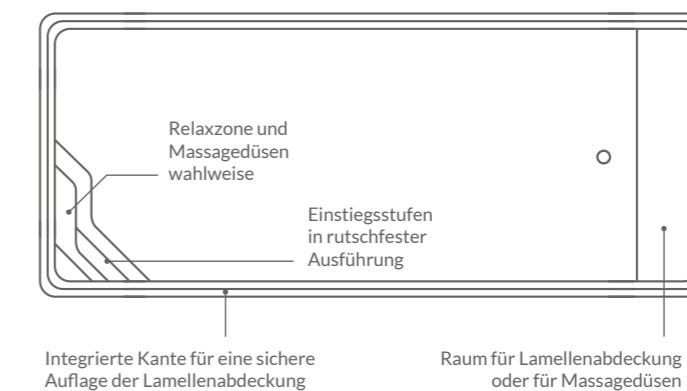 Relaxzone und
Massagedüsen
wahlweise
Einstiegsstufen
in rutschfester
Ausführung
Integrierte Kante für eine sichere
Auflage der Lamellenabdeckung
Raum für Lamellenabdeckung
oder für Massagedüsen